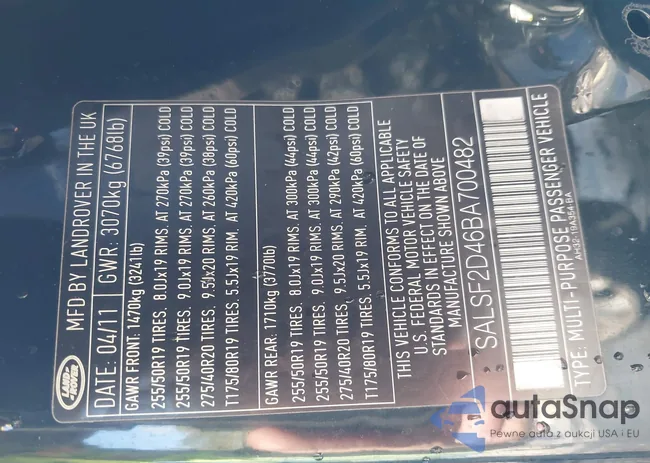 LAND ROVER
MFD BY LANDROVER IN THE UK
DATE: 04/11 GWR: 3070kg (6768lb)
GAWR FRONT: 1470kg (3241lb)
255/50R19 TIRES. 8.0Jx19 RIMS. AT 270kPa (39psi) COLD
255/50R19 TIRES. 9.0Jx19 RIMS. AT 270kPa (39psi) COLD
275/40R20 TIRES. 9.5Jx20 RIMS. AT 260kPa (38psi) COLD
T175/80R19 TIRES. 5.5Jx19 RIM. AT 420kPa (60psi) COLD
GAWR REAR: 1710kg (3770lb)
255/50R19 TIRES. 8.0Jx19 RIMS. AT 300kPa (44psi) COLD
255/50R19 TIRES. 9.0Jx19 RIMS. AT 300kPa (44psi) COLD
275/40R20 TIRES. 9.5Jx20 RIMS. AT 290kPa (42psi) COLD
T175/80R19 TIRES. 5.5Jx19 RIM. AT 420kPa (60psi) COLD
THIS VEHICLE CONFORMS TO ALL APPLICABLE
U.S. FEDERAL MOTOR VEHICLE SAFETY
STANDARDS IN EFFECT ON THE DATE OF
MANUFACTURE SHOWN ABOVE
SALSF2D46BA700482
TYPE: MULTI-PURPOSE PASSENGER VEHICLE
AH32-19A354-BA
autaSnap
Pewne auta z aukcji USA i EU